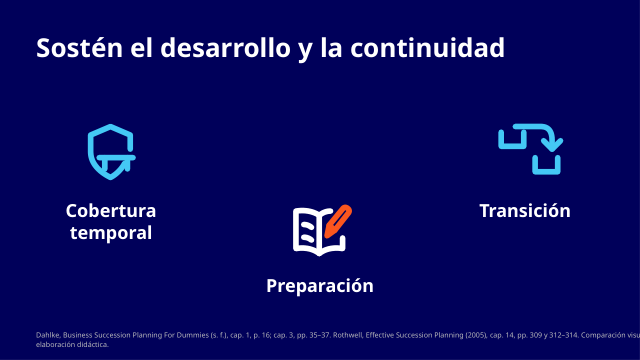 Sostén el desarrollo y la continuidad
Cobertura
temporal
Transición
Preparación
Dahlke, Business Succession Planning For Dummies (s. f.), cap. 1, p. 16; cap. 3, pp. 35–37. Rothwell, Effective Succession Planning (2005), cap. 14, pp. 309 y 312–314. Comparación visu
elaboración didáctica.